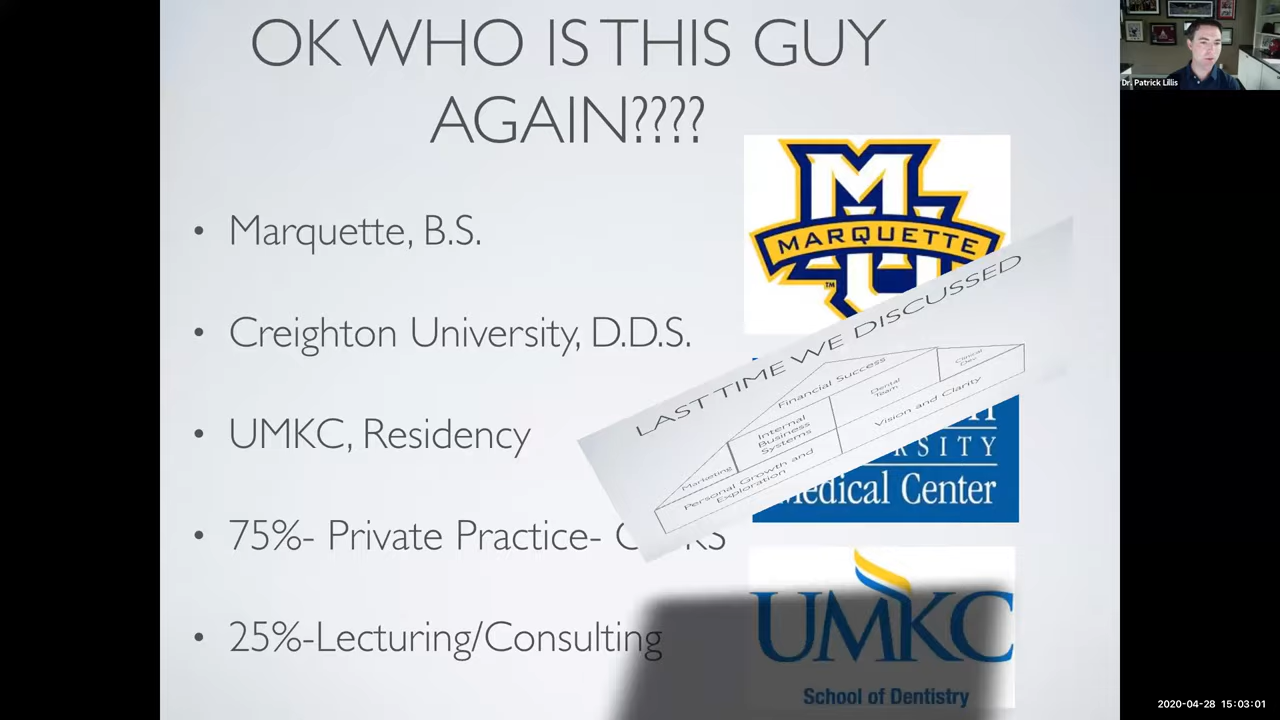 OK WHO IS THIS GUY
AGAIN????
Dr. Patrick Lillis
• Marquette, B.S.
• Creighton University, D.D.S.
• UMKC, Residency
• 75%- Private Practice-
• 25%-Lecturing/Consulting
M
MARQUETTE
TM
LAST TIME WE DISCUSSED
Financial Success
Internal
Business
Systems
Dental
Team
Clinical
Marketing
Personal Growth and
Exploration
Vision and Clarity
Medical Center
UMKC
School of Dentistry
2020-04-28 15:03:01